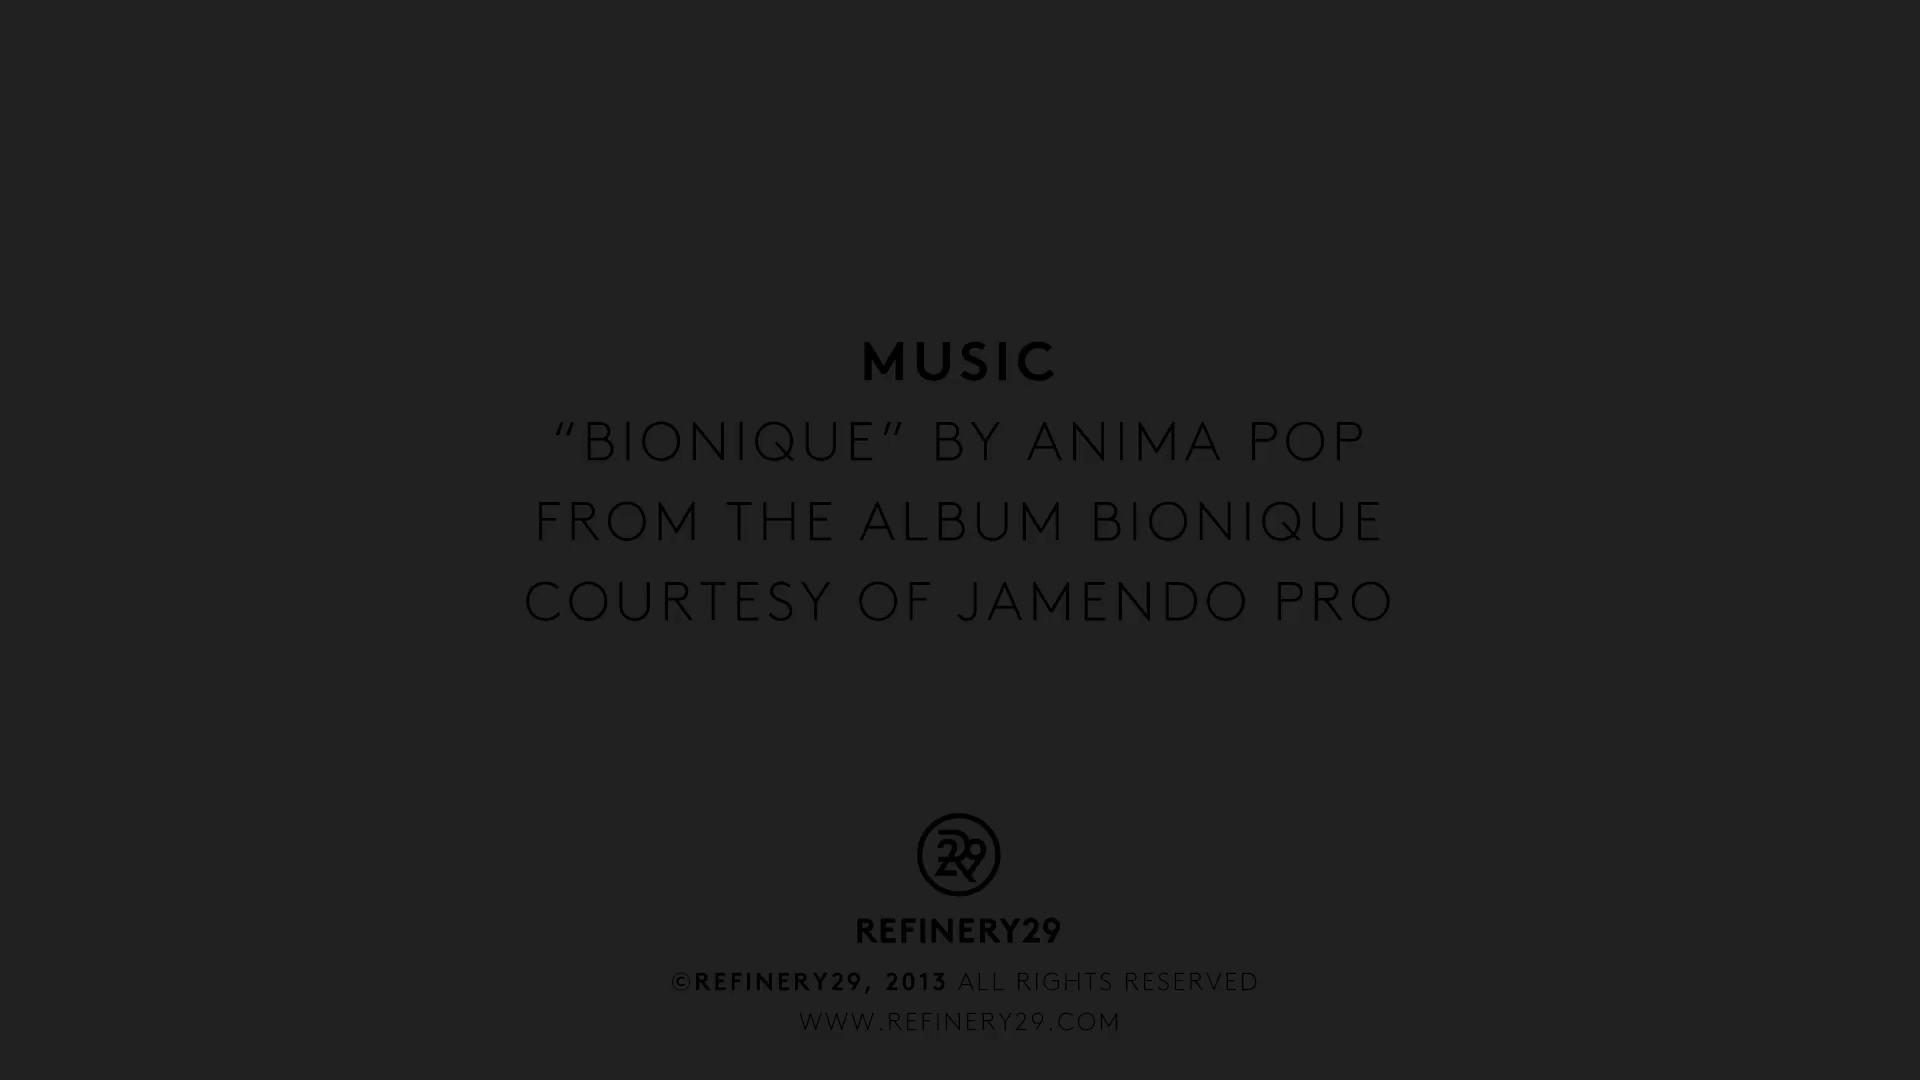 MUSIC
“BIONIQUE” BY ANIMA POP
FROM THE ALBUM BIONIQUE
COURTESY OF JAMENDO PRO
R29
REFINERY29
©REFINERY29, 2013 ALL RIGHTS RESERVED
WWW.REFINERY29.COM